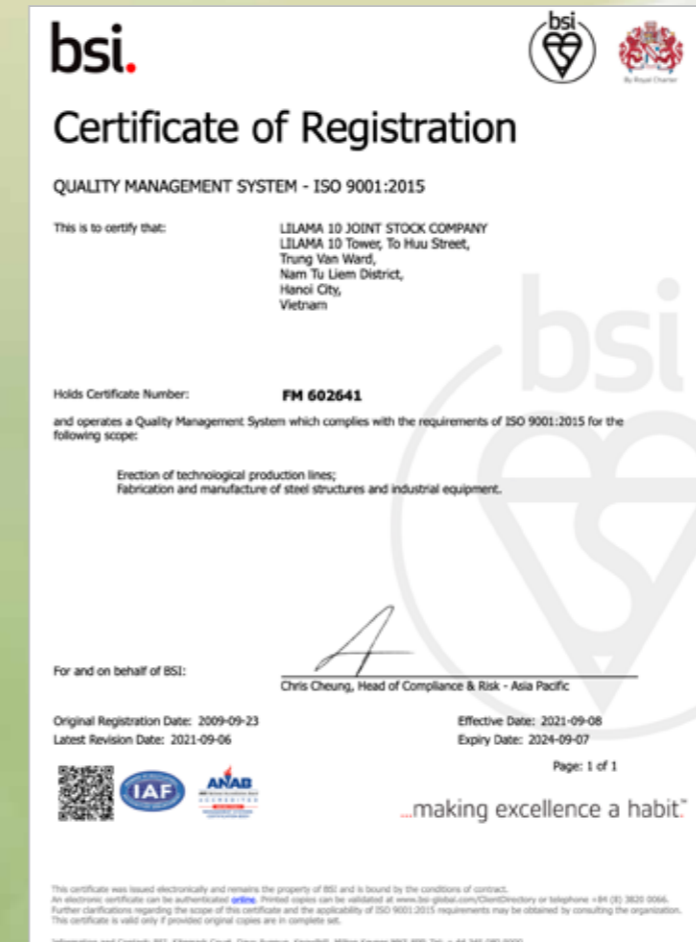 bsi.
bsi
By Royal Charter
Certificate of Registration
QUALITY MANAGEMENT SYSTEM - ISO 9001:2015
This is to certify that:
LILAMA 10 JOINT STOCK COMPANY
LILAMA 10 Tower, To Huu Street,
Trung Van Ward,
Nam Tu Liem District,
Hanoi City,
Vietnam
bsi
Holds Certificate Number:
FM 602641
and operates a Quality Management System which complies with the requirements of ISO 9001:2015 for the
following scope:
Erection of technological production lines;
Fabrication and manufacture of steel structures and industrial equipment.
For and on behalf of BSI:
Chris Cheung, Head of Compliance & Risk - Asia Pacific
Original Registration Date: 2009-09-23
Effective Date: 2021-09-08
Latest Revision Date: 2021-09-06
Expiry Date: 2024-09-07
Page: 1 of 1
IAF
ANAB
ACCREDITED
...making excellence a habit.™
This certificate was issued electronically and remains the property of BSI and is bound by the conditions of contract.
An electronic certificate can be authenticated online. Printed copies can be validated at www.bsi-global.com/ClientDirectory or telephone +84 (8) 3820 0066.
Further clarifications regarding the scope of this certificate and the applicability of ISO 9001:2015 requirements may be obtained by consulting the organization.
This certificate is valid only if provided original copies are in complete set.